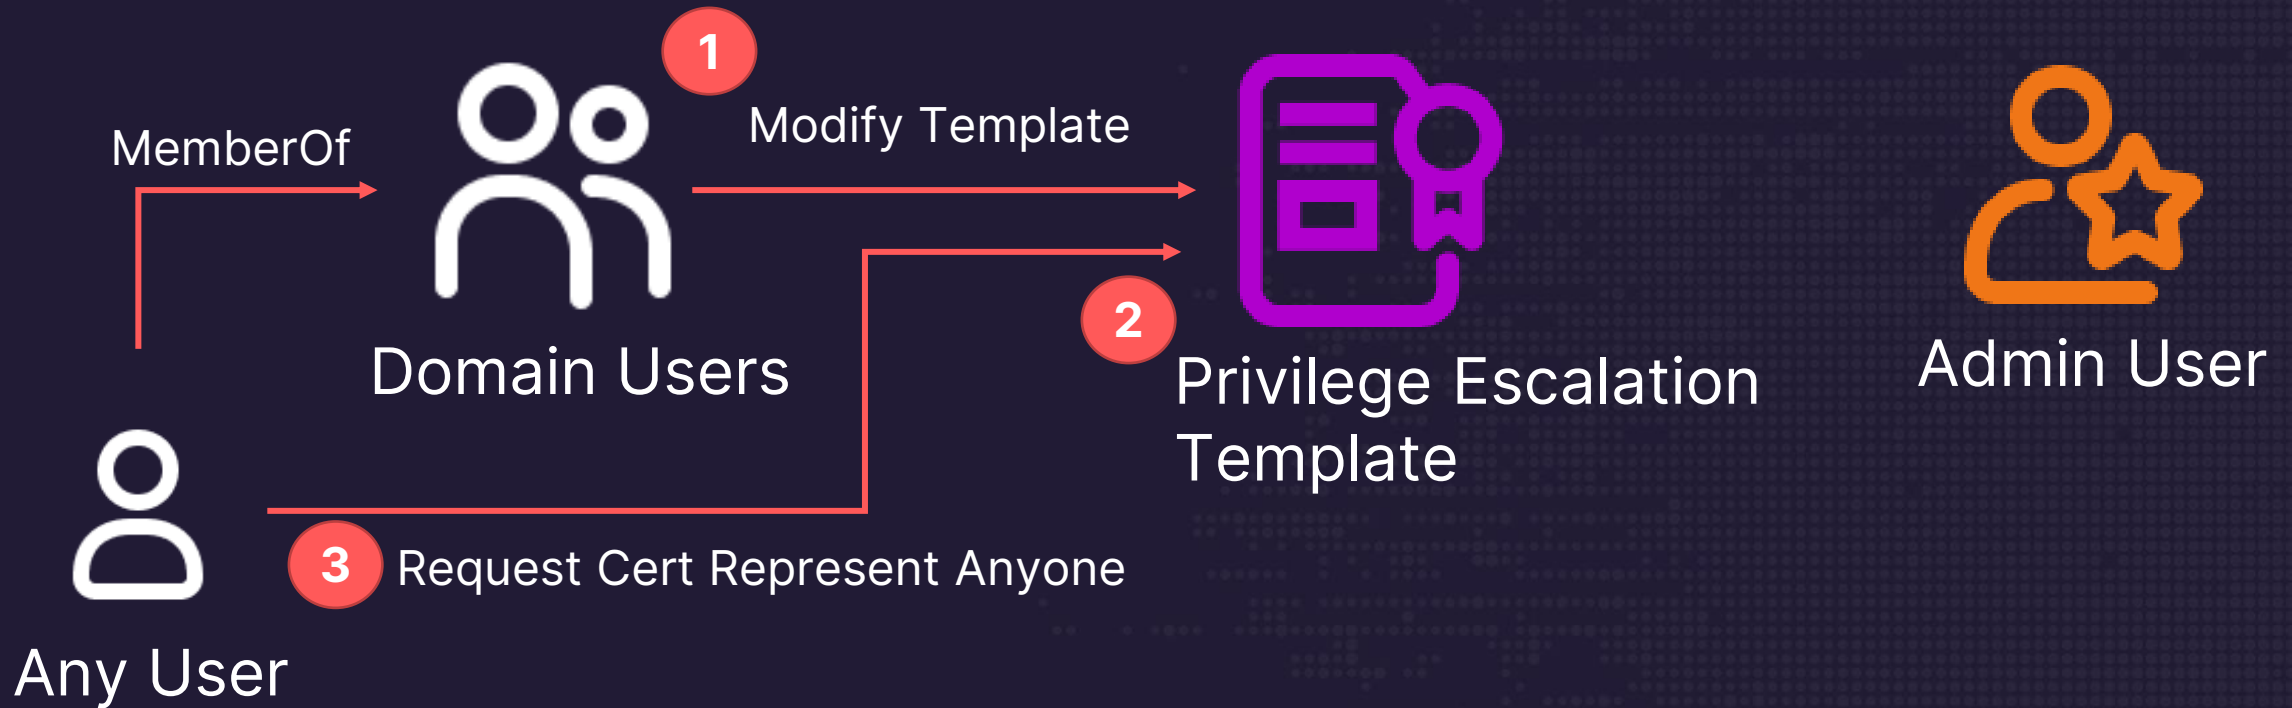 1
MemberOf
Modify Template
Domain Users
2
Privilege Escalation
Template
Admin User
3
Request Cert Represent Anyone
Any User